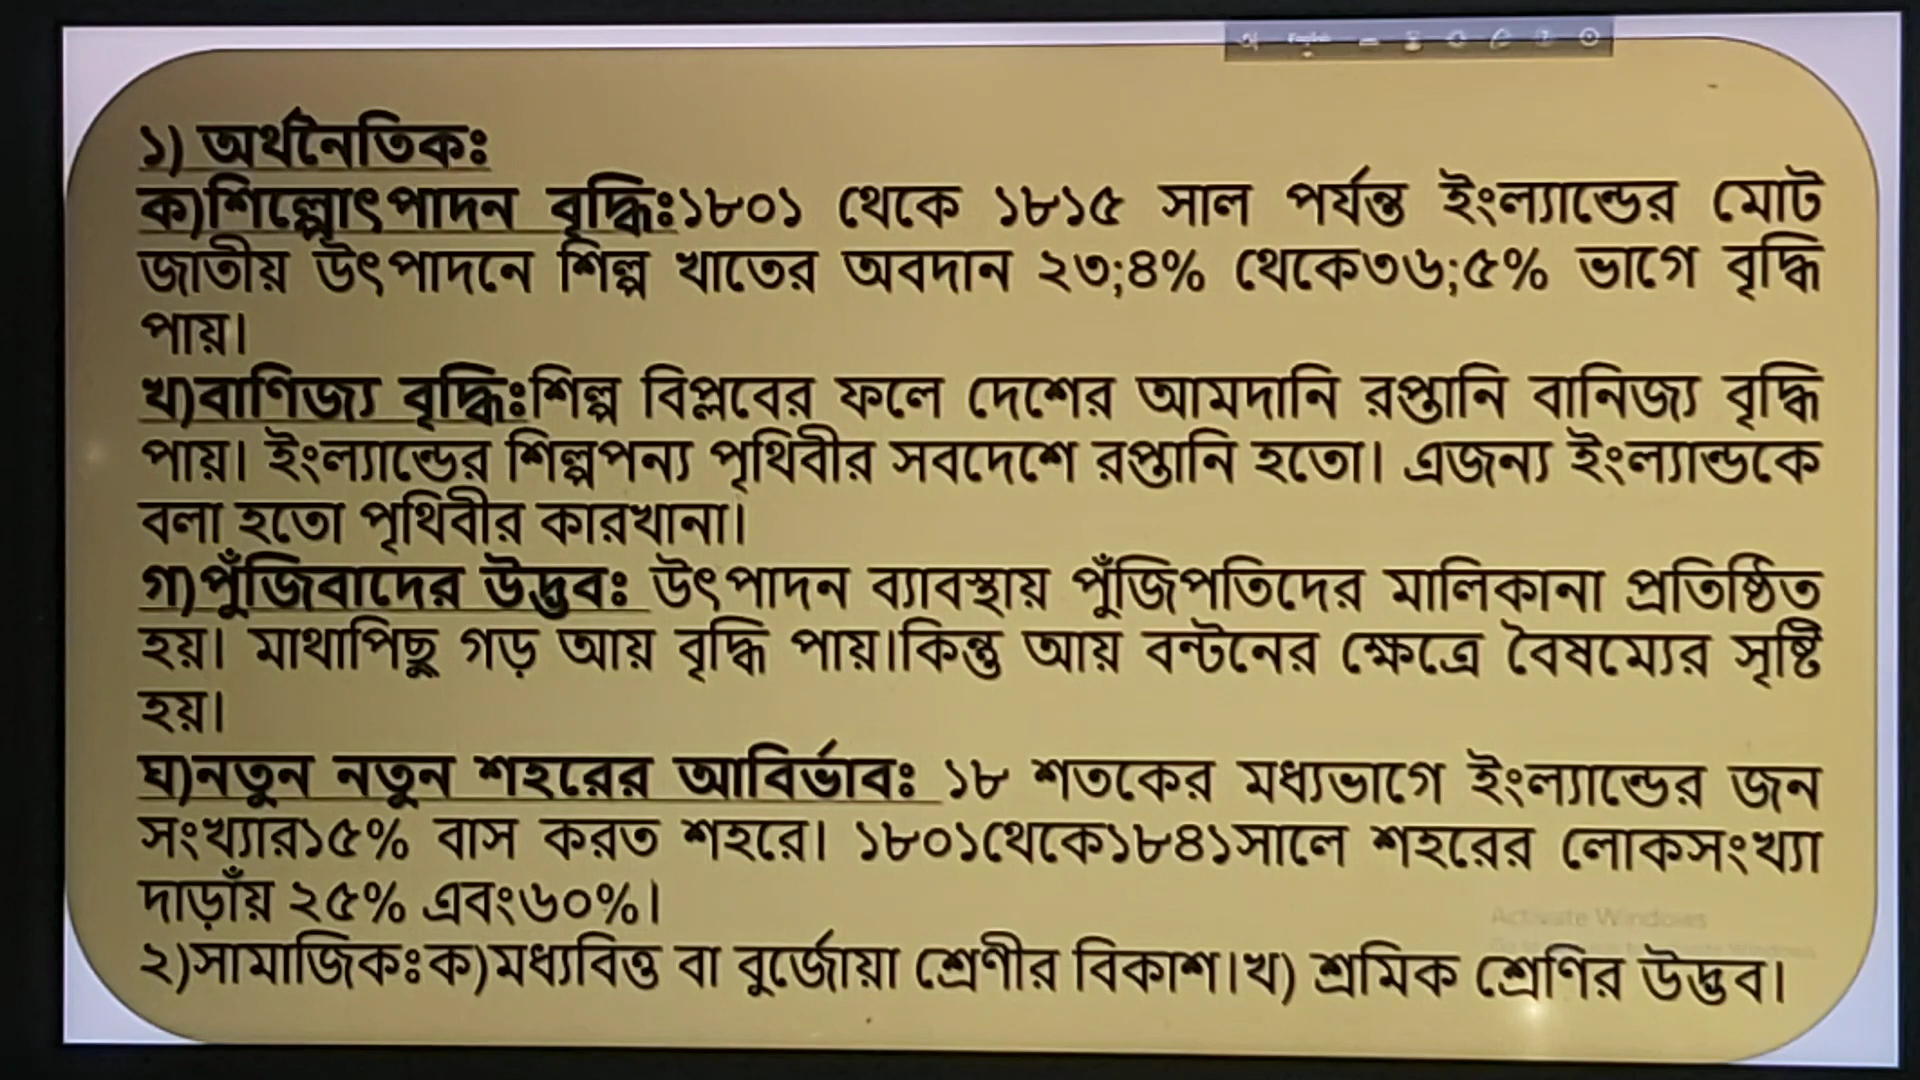 ১) অর্থনৈতিকঃ
ক)শিল্পোৎপাদন বৃদ্ধিঃ১৮০১ থেকে ১৮১৫ সাল পর্যন্ত ইংল্যান্ডের মোট
জাতীয় উৎপাদনে শিল্প খাতের অবদান ২৩;৪% থেকে৩৬;৫% ভাগে বৃদ্ধি
পায়।
খ)বাণিজ্য বৃদ্ধিঃশিল্প বিপ্লবের ফলে দেশের আমদানি রপ্তানি বানিজ্য বৃদ্ধি
পায়। ইংল্যান্ডের শিল্পপন্য পৃথিবীর সবদেশে রপ্তানি হতো। এজন্য ইংল্যান্ডকে
বলা হতো পৃথিবীর কারখানা।
গ)পুঁজিবাদের উদ্ভবঃ উৎপাদন ব্যাবস্থায় পুঁজিপতিদের মালিকানা প্রতিষ্ঠিত
হয়। মাথাপিছু গড় আয় বৃদ্ধি পায়।কিন্তু আয় বন্টনের ক্ষেত্রে বৈষম্যের সৃষ্টি
হয়।
ঘ)নতুন নতুন শহরের আবির্ভাবঃ ১৮ শতকের মধ্যভাগে ইংল্যান্ডের জন
সংখ্যার১৫% বাস করত শহরে। ১৮০১থেকে১৮৪১সালে শহরের লোকসংখ্যা
দাড়াঁয় ২৫% এবং৬০%।
২)সামাজিকঃক)মধ্যবিত্ত বা বুর্জোয়া শ্রেণীর বিকাশ।খ) শ্রমিক শ্রেণির উদ্ভব।
Activate Windows